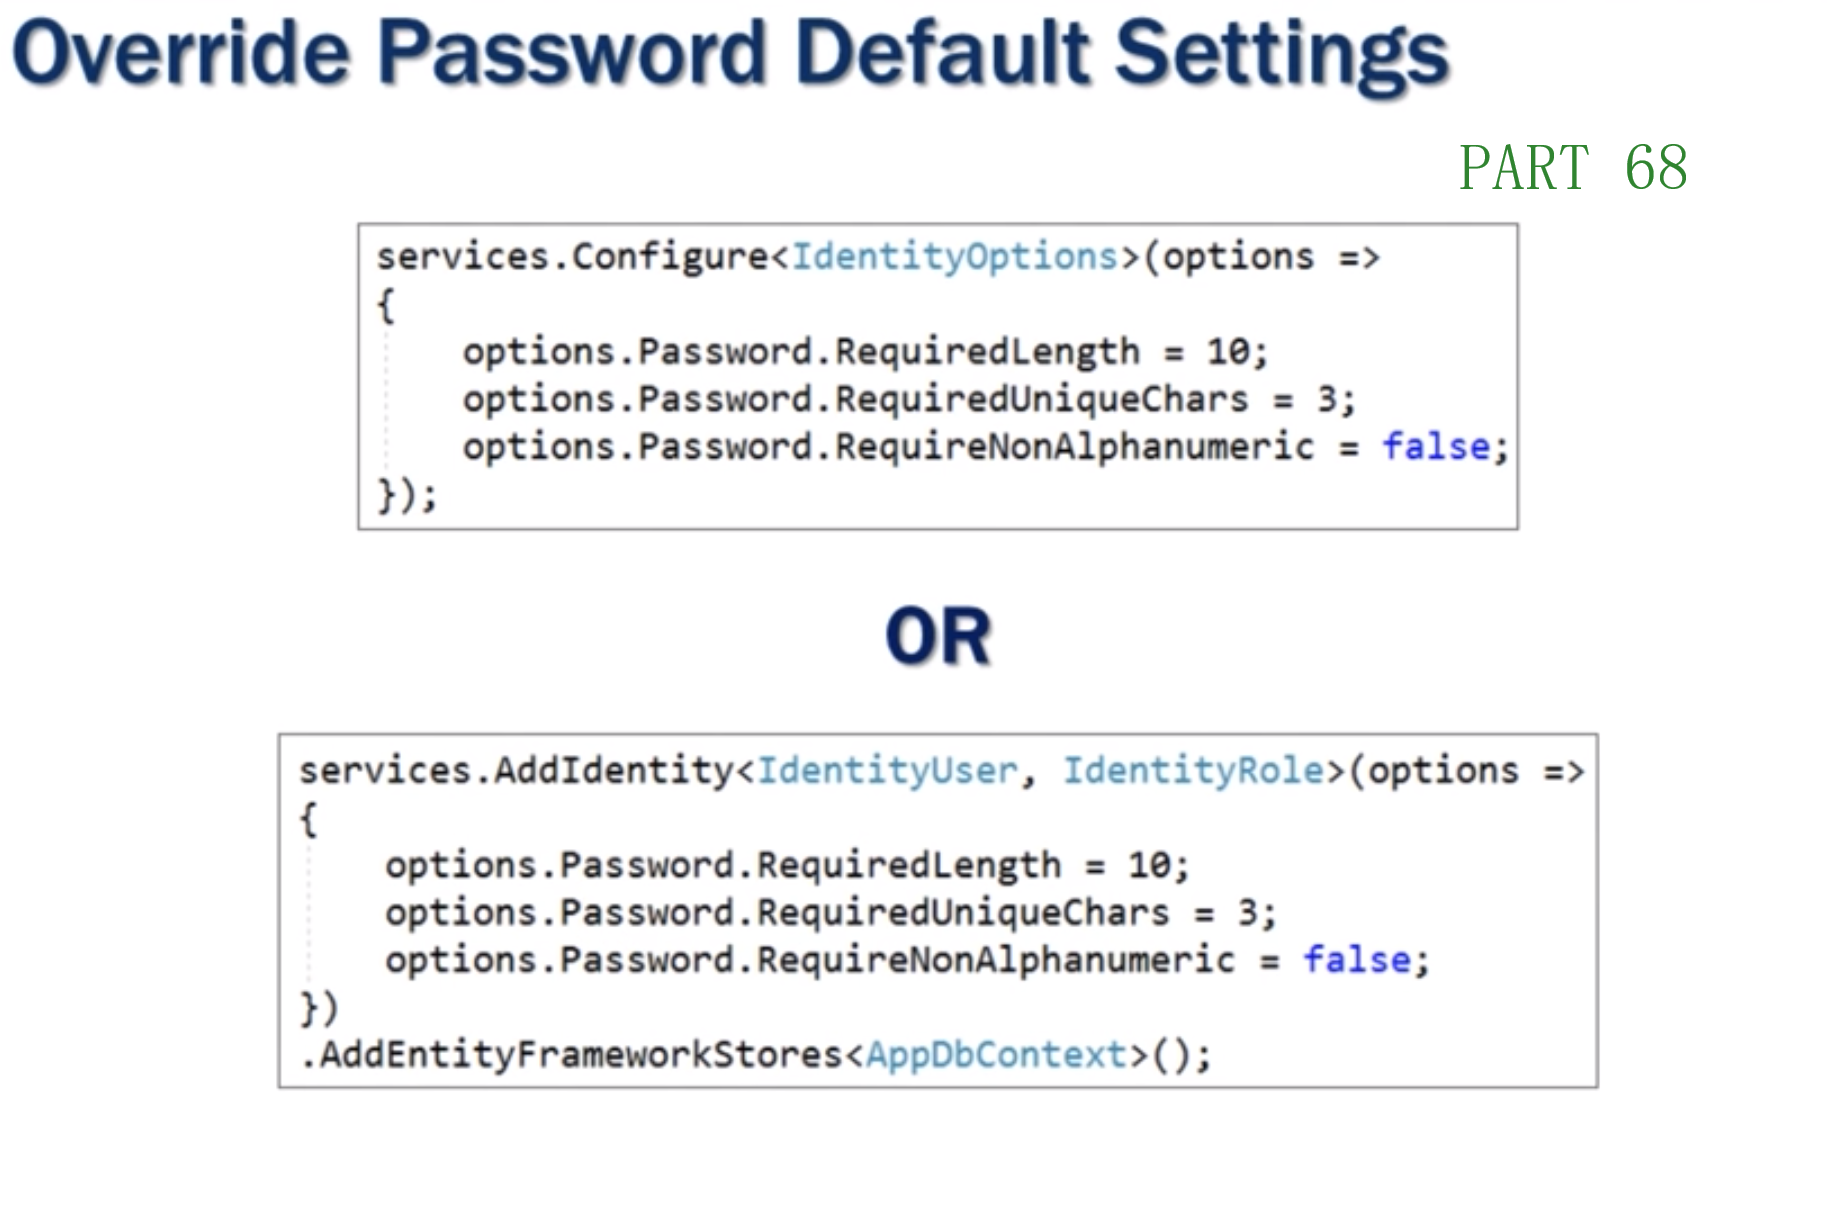 Override Password Default Settings
PART 68
services.Configure<IdentityOptions>(options =>
{
    options.Password.RequiredLength = 10;
    options.Password.RequiredUniqueChars = 3;
    options.Password.RequireNonAlphanumeric = false;
});
OR
services.AddIdentity<IdentityUser, IdentityRole>(options =>
{
    options.Password.RequiredLength = 10;
    options.Password.RequiredUniqueChars = 3;
    options.Password.RequireNonAlphanumeric = false;
})
.AddEntityFrameworkStores<AppDbContext>();